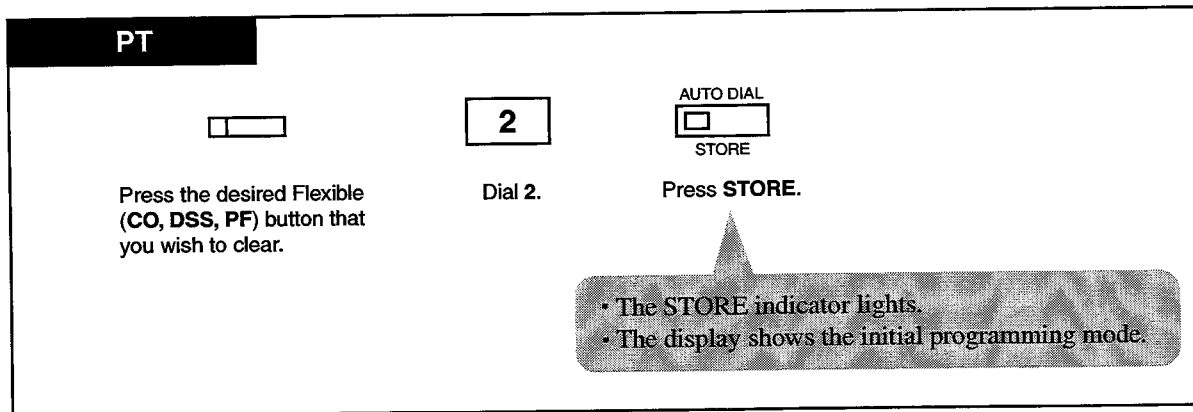 PT
Press the desired Flexible
(CO, DSS, PF) button that
you wish to clear.
2
Dial 2.
AUTO DIAL
STORE
Press STORE.
· The STORE indicator lights.
· The display shows the initial programming mode.